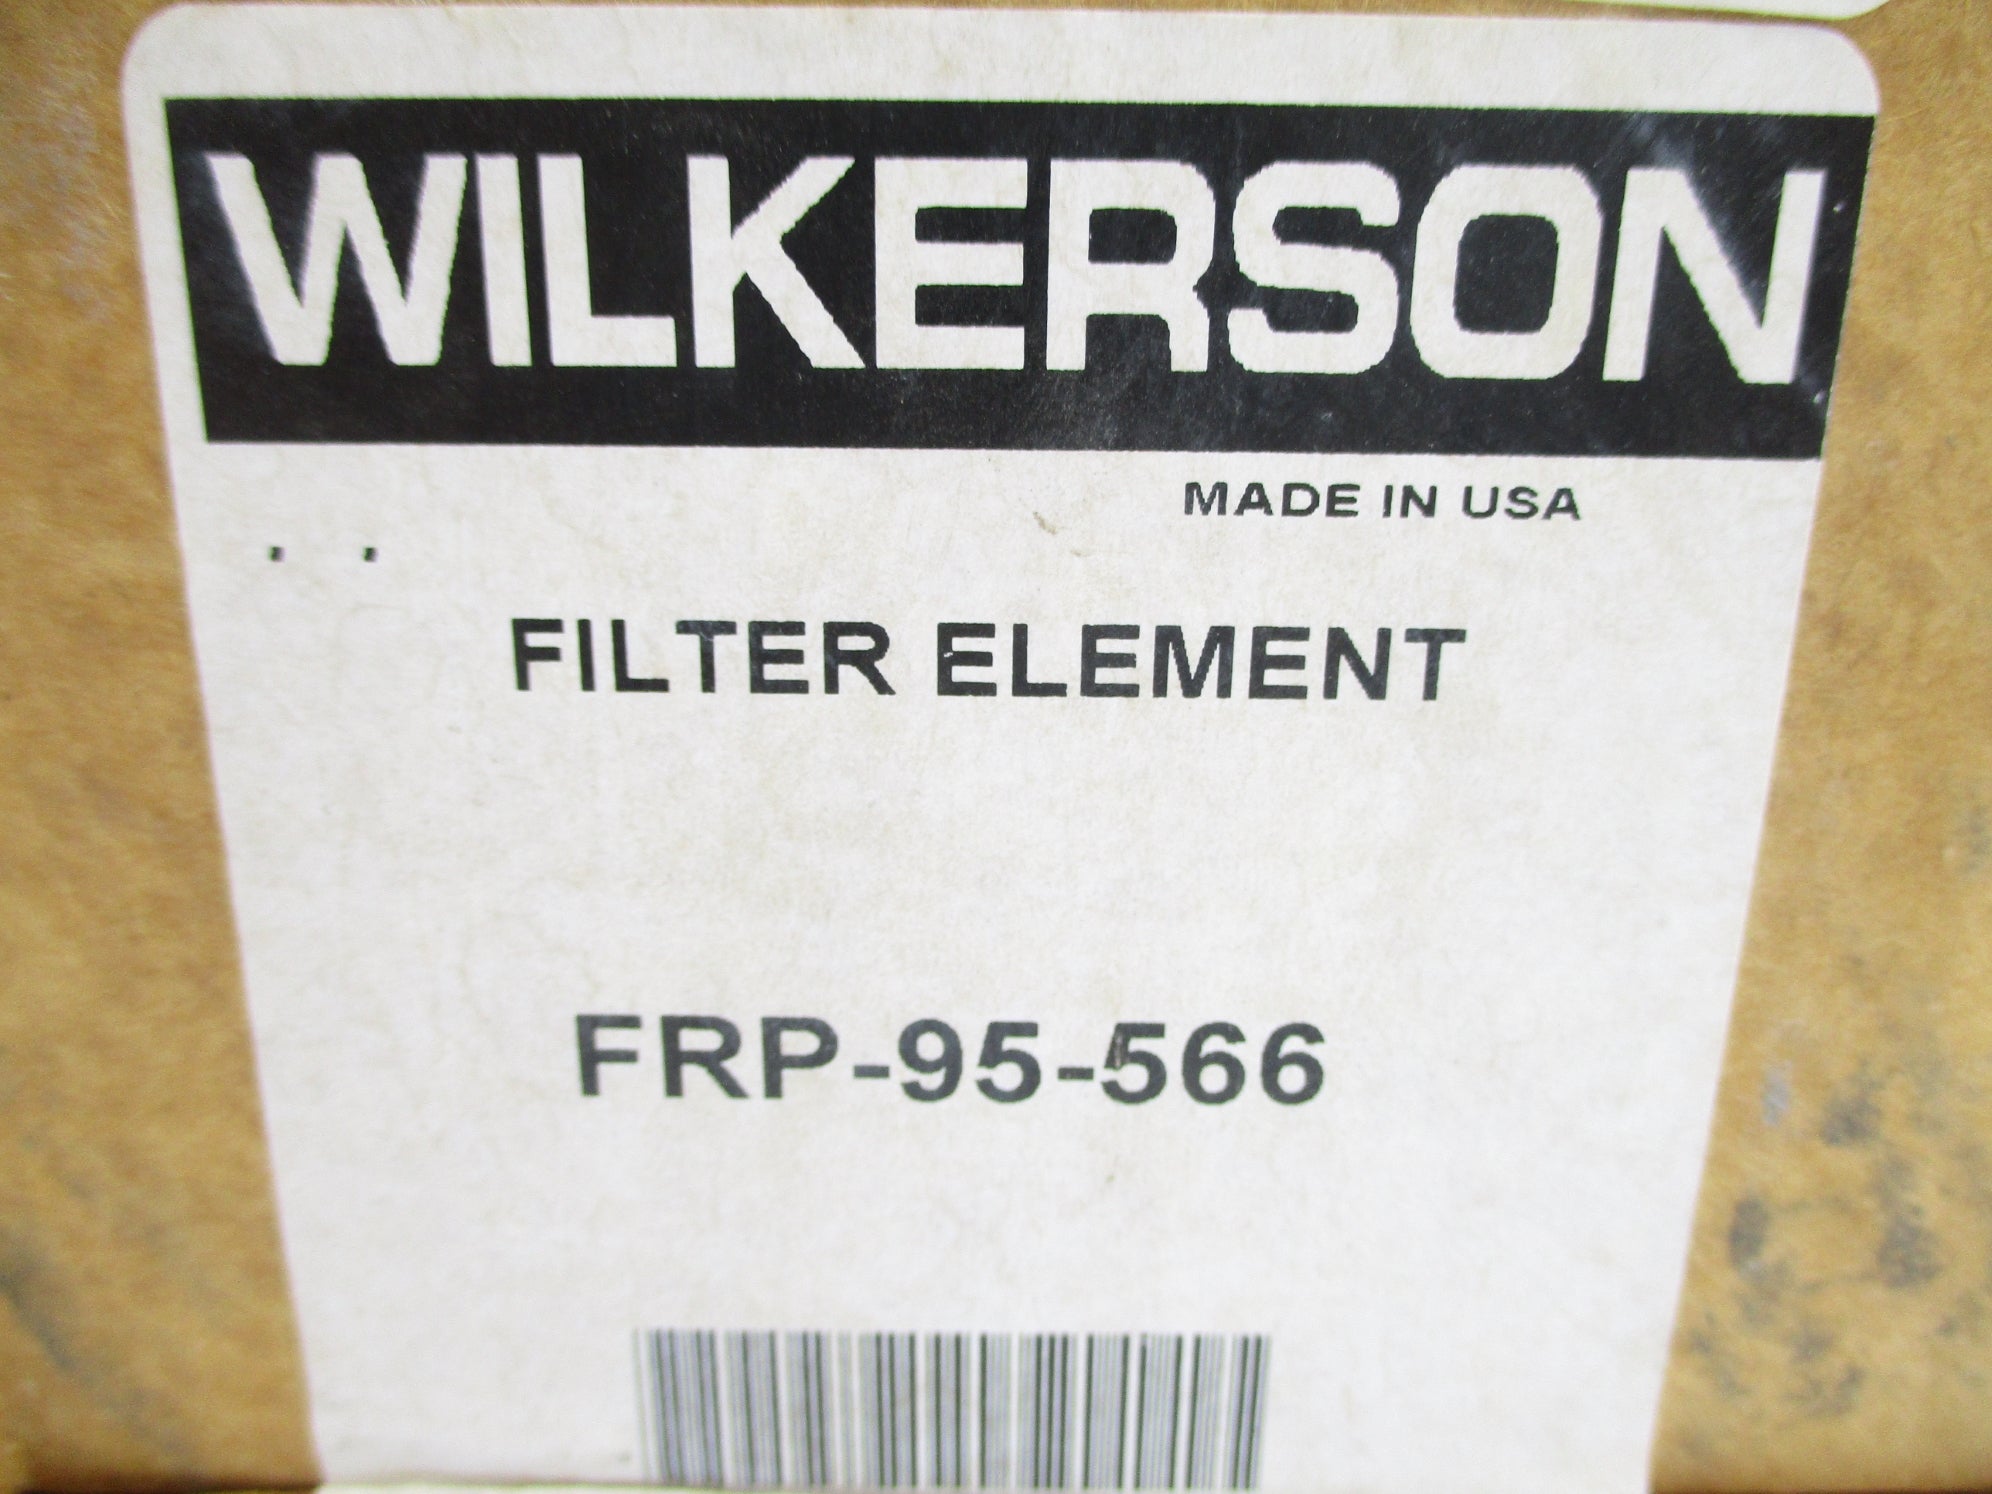 WILKERSON
MADE IN USA
FILTER ELEMENT
FRP-95-566